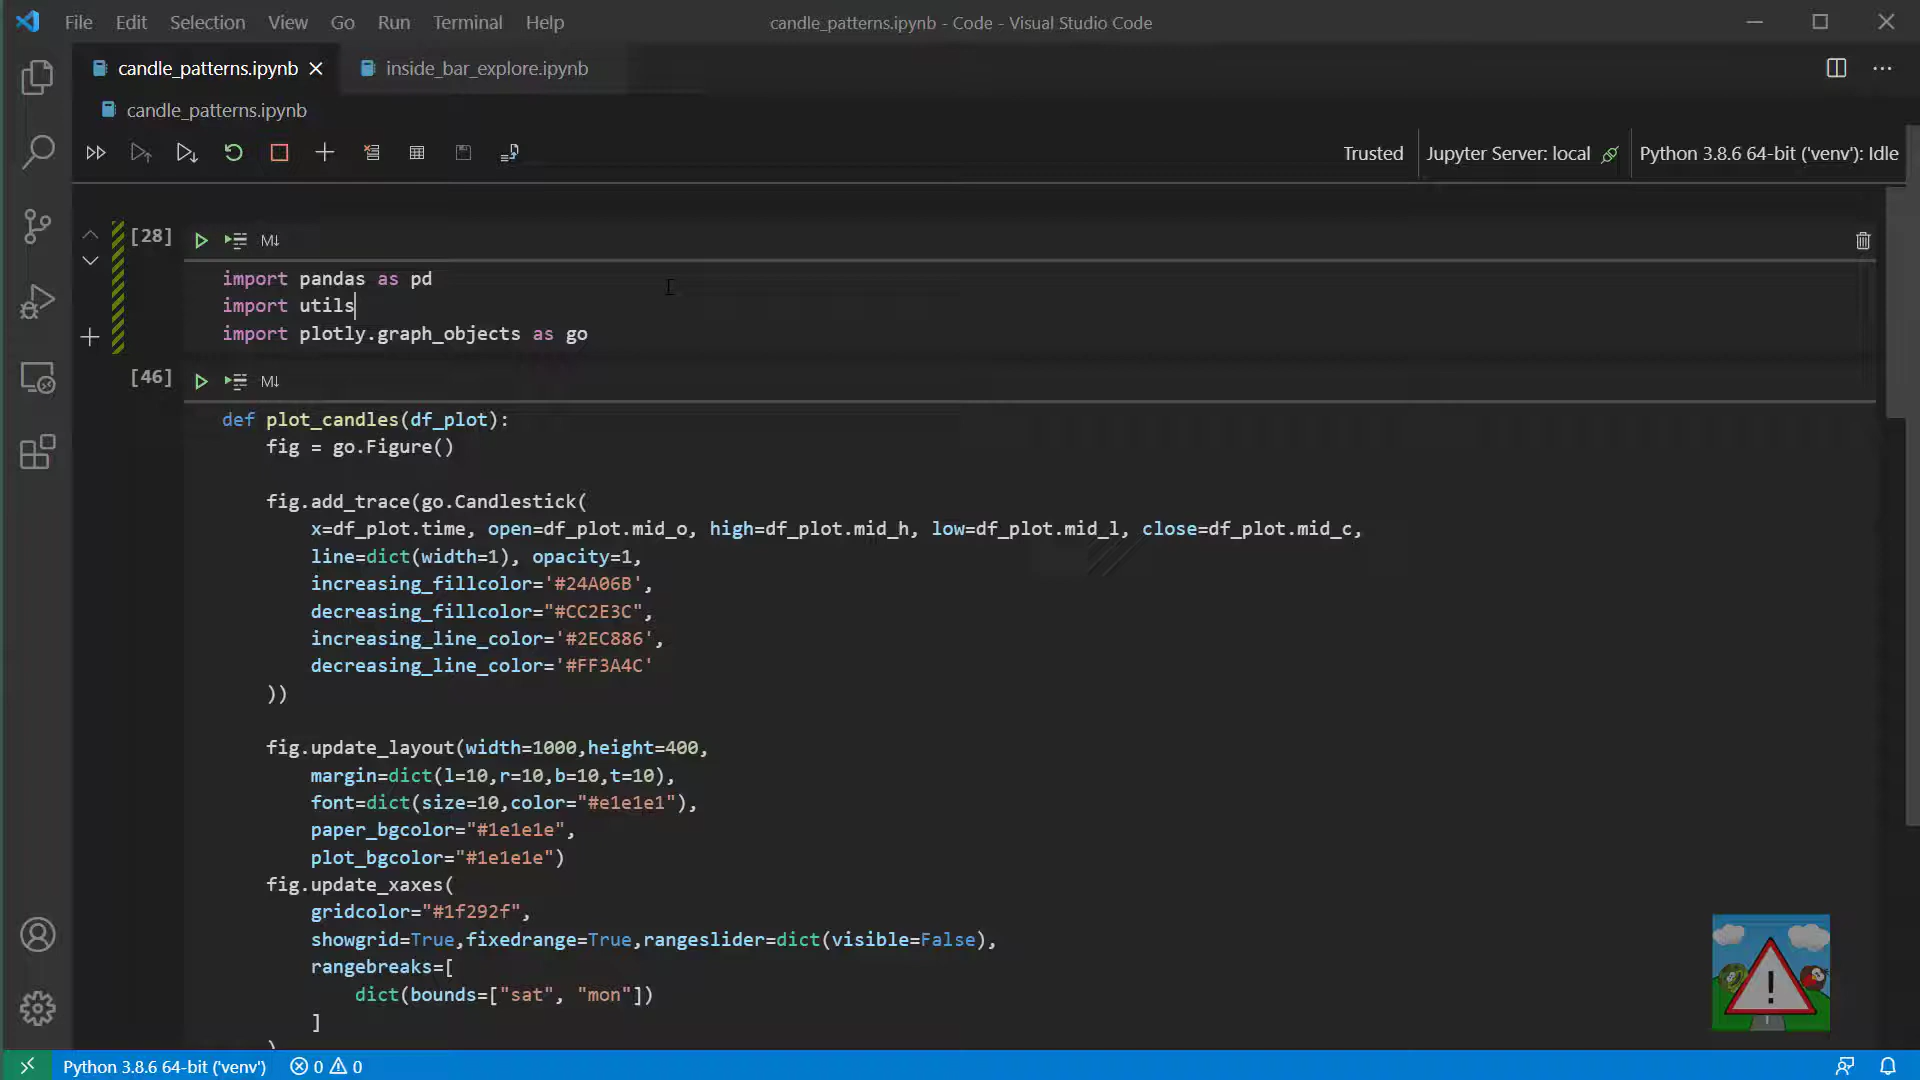 File Edit Selection View Go Run Terminal Help candle_patterns.ipynb - Code - Visual Studio Code
candle_patterns.ipynb inside_bar_explore.ipynb
candle_patterns.ipynb
Trusted Jupyter Server: local Python 3.8.6 64-bit ('venv'): Idle
[28] M↓
import pandas as pd
import utils
import plotly.graph_objects as go
[46] M↓
def plot_candles(df_plot):
    fig = go.Figure()
    fig.add_trace(go.Candlestick(
        x=df_plot.time, open=df_plot.mid_o, high=df_plot.mid_h, low=df_plot.mid_l, close=df_plot.mid_c,
        line=dict(width=1), opacity=1,
        increasing_fillcolor='#24A06B',
        decreasing_fillcolor="#CC2E3C",
        increasing_line_color='#2EC886',
        decreasing_line_color='#FF3A4C'
    ))
    fig.update_layout(width=1000,height=400,
        margin=dict(l=10,r=10,b=10,t=10),
        font=dict(size=10,color="#e1e1e1"),
        paper_bgcolor="#1e1e1e",
        plot_bgcolor="#1e1e1e")
    fig.update_xaxes(
        gridcolor="#1f292f",
        showgrid=True,fixedrange=True,rangeslider=dict(visible=False),
        rangebreaks=[
            dict(bounds=["sat", "mon"])
        ]
    )
Python 3.8.6 64-bit ('venv') 0 0